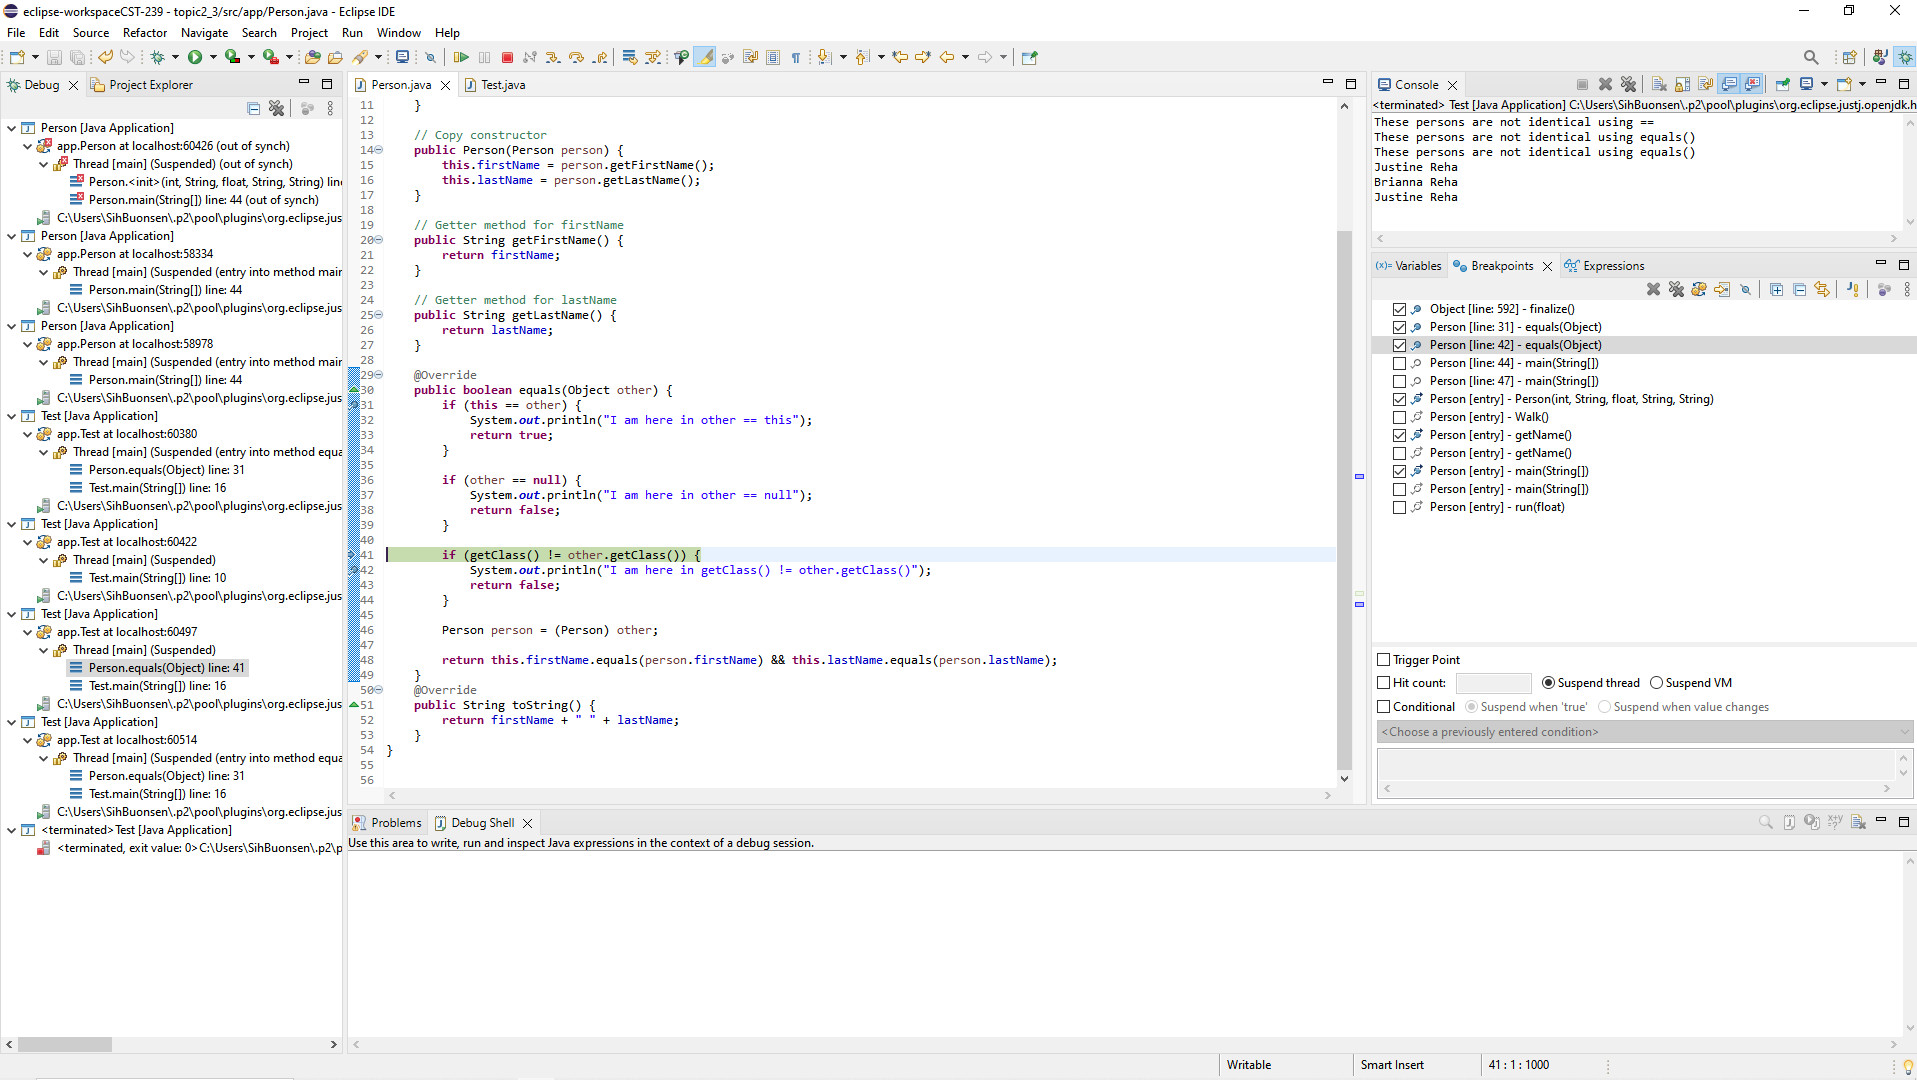 eclipse-workspaceCST-239 - topic2_3/src/app/Person.java - Eclipse IDE
File Edit Source Refactor Navigate Search Project Run Window Help
Debug Project Explorer
Person [Java Application]
app.Person at localhost:60426 (out of synch)
Thread [main] (Suspended) (out of synch)
Person.<init>(int, String, float, String, String) line
Person.main(String[]) line: 44 (out of synch)
C:\Users\SihBuonsen\.p2\pool\plugins\org.eclipse.jus
Person [Java Application]
app.Person at localhost:58334
Thread [main] (Suspended (entry into method mair
Person.main(String[]) line: 44
C:\Users\SihBuonsen\.p2\pool\plugins\org.eclipse.jus
Person [Java Application]
app.Person at localhost:58978
Thread [main] (Suspended (entry into method mair
Person.main(String[]) line: 44
C:\Users\SihBuonsen\.p2\pool\plugins\org.eclipse.jus
Test [Java Application]
app.Test at localhost:60380
Thread [main] (Suspended (entry into method equa
Person.equals(Object) line: 31
Test.main(String[]) line: 16
C:\Users\SihBuonsen\.p2\pool\plugins\org.eclipse.jus
Test [Java Application]
app.Test at localhost:60422
Thread [main] (Suspended)
Test.main(String[]) line: 10
C:\Users\SihBuonsen\.p2\pool\plugins\org.eclipse.jus
Test [Java Application]
app.Test at localhost:60497
Thread [main] (Suspended)
Person.equals(Object) line: 41
Test.main(String[]) line: 16
C:\Users\SihBuonsen\.p2\pool\plugins\org.eclipse.jus
Test [Java Application]
app.Test at localhost:60514
Thread [main] (Suspended (entry into method equa
Person.equals(Object) line: 31
Test.main(String[]) line: 16
C:\Users\SihBuonsen\.p2\pool\plugins\org.eclipse.jus
<terminated>Test [Java Application]
<terminated, exit value: 0>C:\Users\SihBuonsen\.p2\p
Person.java Test.java
11 }
12
13 // Copy constructor
14 public Person(Person person) {
15 this.firstName = person.getFirstName();
16 this.lastName = person.getLastName();
17 }
18
19 // Getter method for firstName
20 public String getFirstName() {
21 return firstName;
22 }
23
24 // Getter method for lastName
25 public String getLastName() {
26 return lastName;
27 }
28
29 @Override
30 public boolean equals(Object other) {
31 if (this == other) {
32 System.out.println("I am here in other == this");
33 return true;
34 }
35
36 if (other == null) {
37 System.out.println("I am here in other == null");
38 return false;
39 }
40
41 if (getClass() != other.getClass()) {
42 System.out.println("I am here in getClass() != other.getClass()");
43 return false;
44 }
45
46 Person person = (Person) other;
47
48 return this.firstName.equals(person.firstName) && this.lastName.equals(person.lastName);
49 }
50 @Override
51 public String toString() {
52 return firstName + " " + lastName;
53 }
54 }
55
56
Console
<terminated> Test [Java Application] C:\Users\SihBuonsen\.p2\pool\plugins\org.eclipse.justj.openjdk.h
These persons are not identical using ==
These persons are not identical using equals()
These persons are not identical using equals()
Justine Reha
Brianna Reha
Justine Reha
(x)= Variables Breakpoints Expressions
Object [line: 592] - finalize()
Person [line: 31] - equals(Object)
Person [line: 42] - equals(Object)
Person [line: 44] - main(String[])
Person [line: 47] - main(String[])
Person [entry] - Person(int, String, float, String, String)
Person [entry] - Walk()
Person [entry] - getName()
Person [entry] - getName()
Person [entry] - main(String[])
Person [entry] - main(String[])
Person [entry] - run(float)
Trigger Point
Hit count: Suspend thread Suspend VM
Conditional Suspend when 'true' Suspend when value changes
<Choose a previously entered condition>
Problems Debug Shell
Use this area to write, run and inspect Java expressions in the context of a debug session.
Writable Smart Insert 41 : 1 : 1000